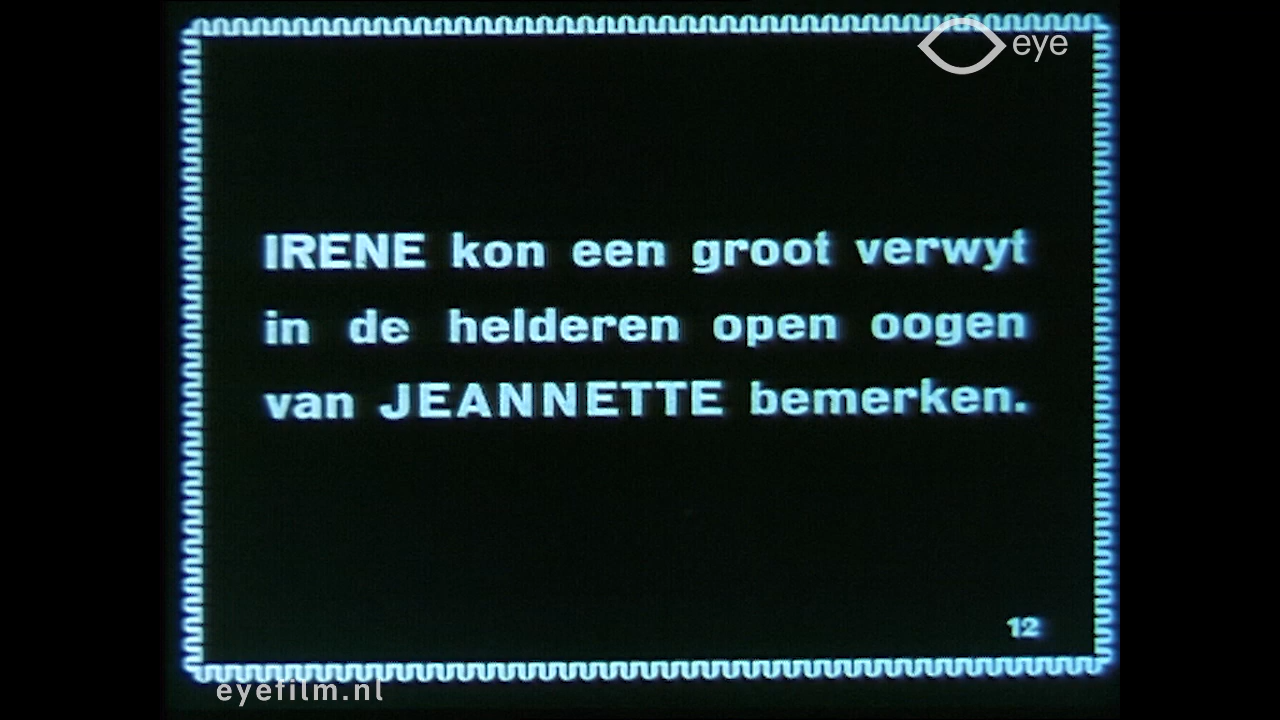 eye
IRENE kon een groot verwyt
in de helderen open oogen
van JEANNETTE bemerken.
12
eyefilm.nl